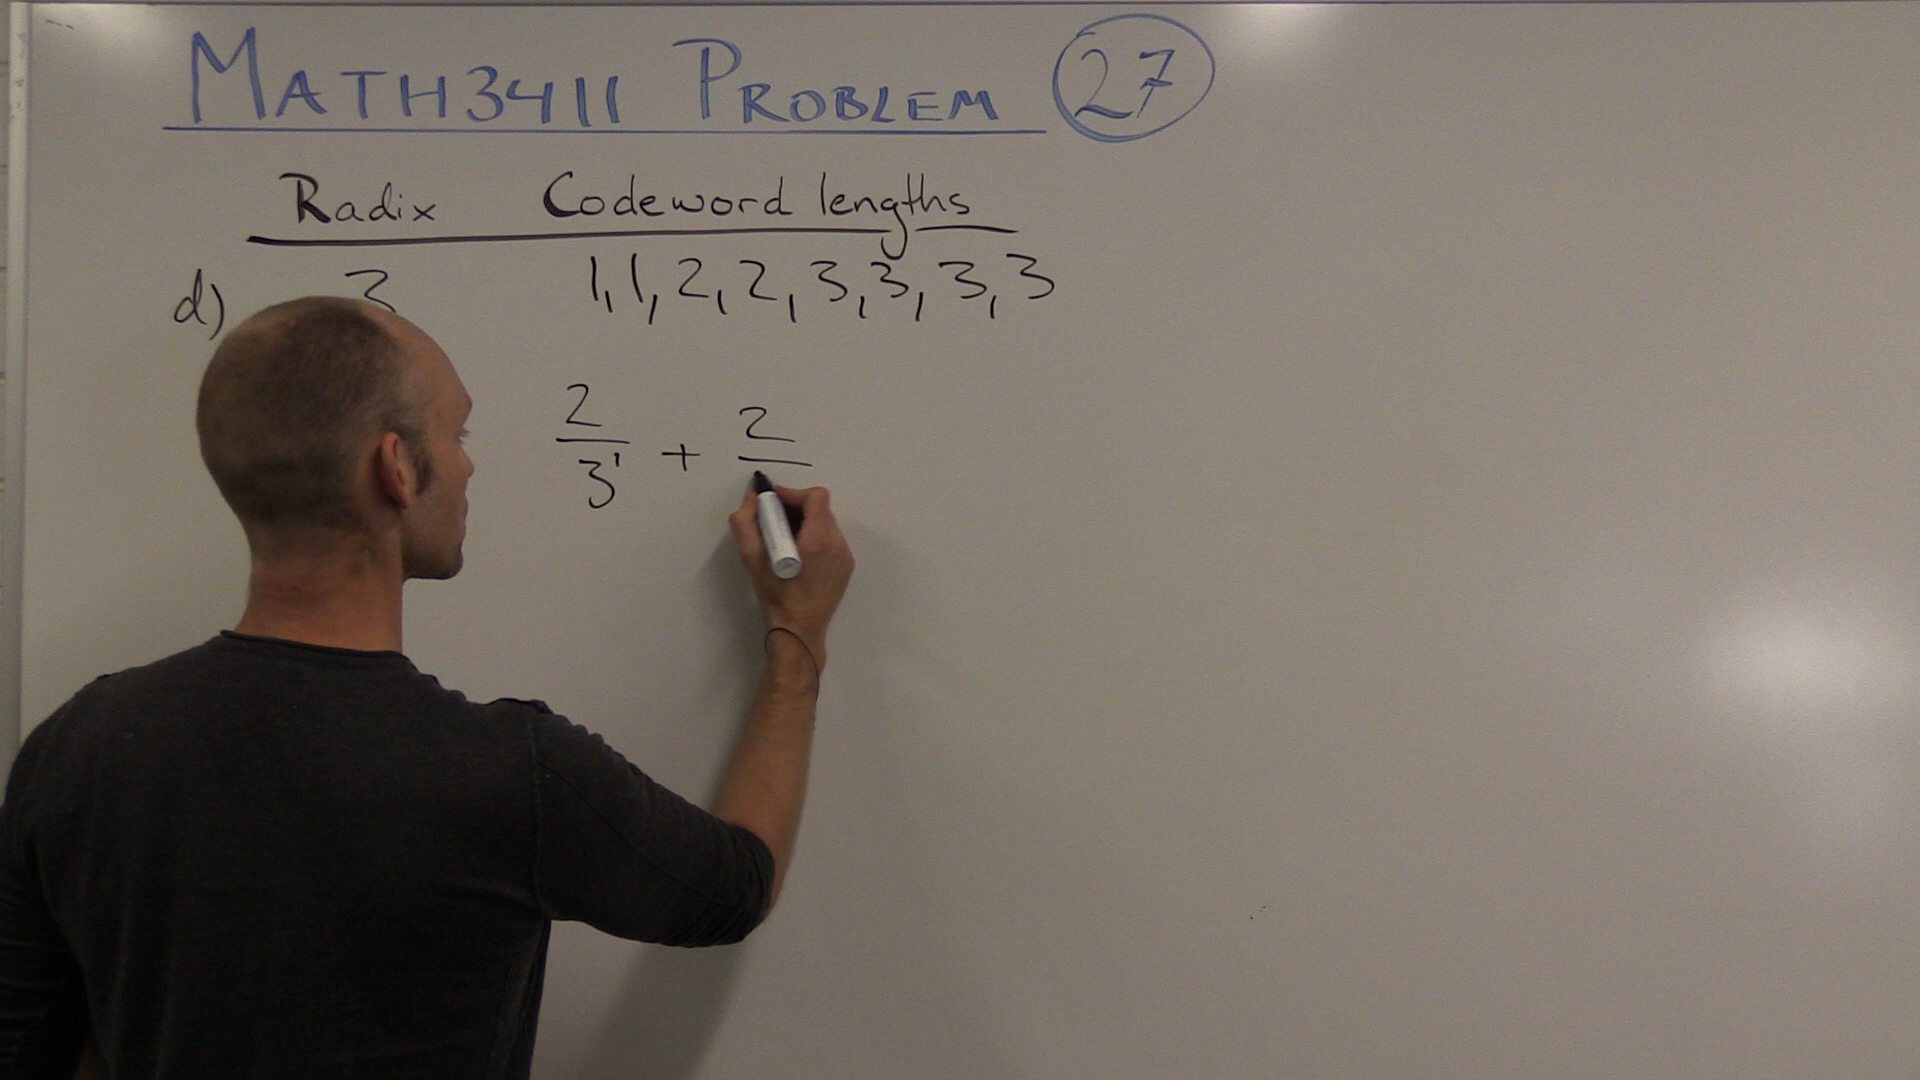 MATH3411 PROBLEM 27
Radix Codeword lengths
d) 3 1,1,2,2,3,3,3,3
2/3¹ + 2/